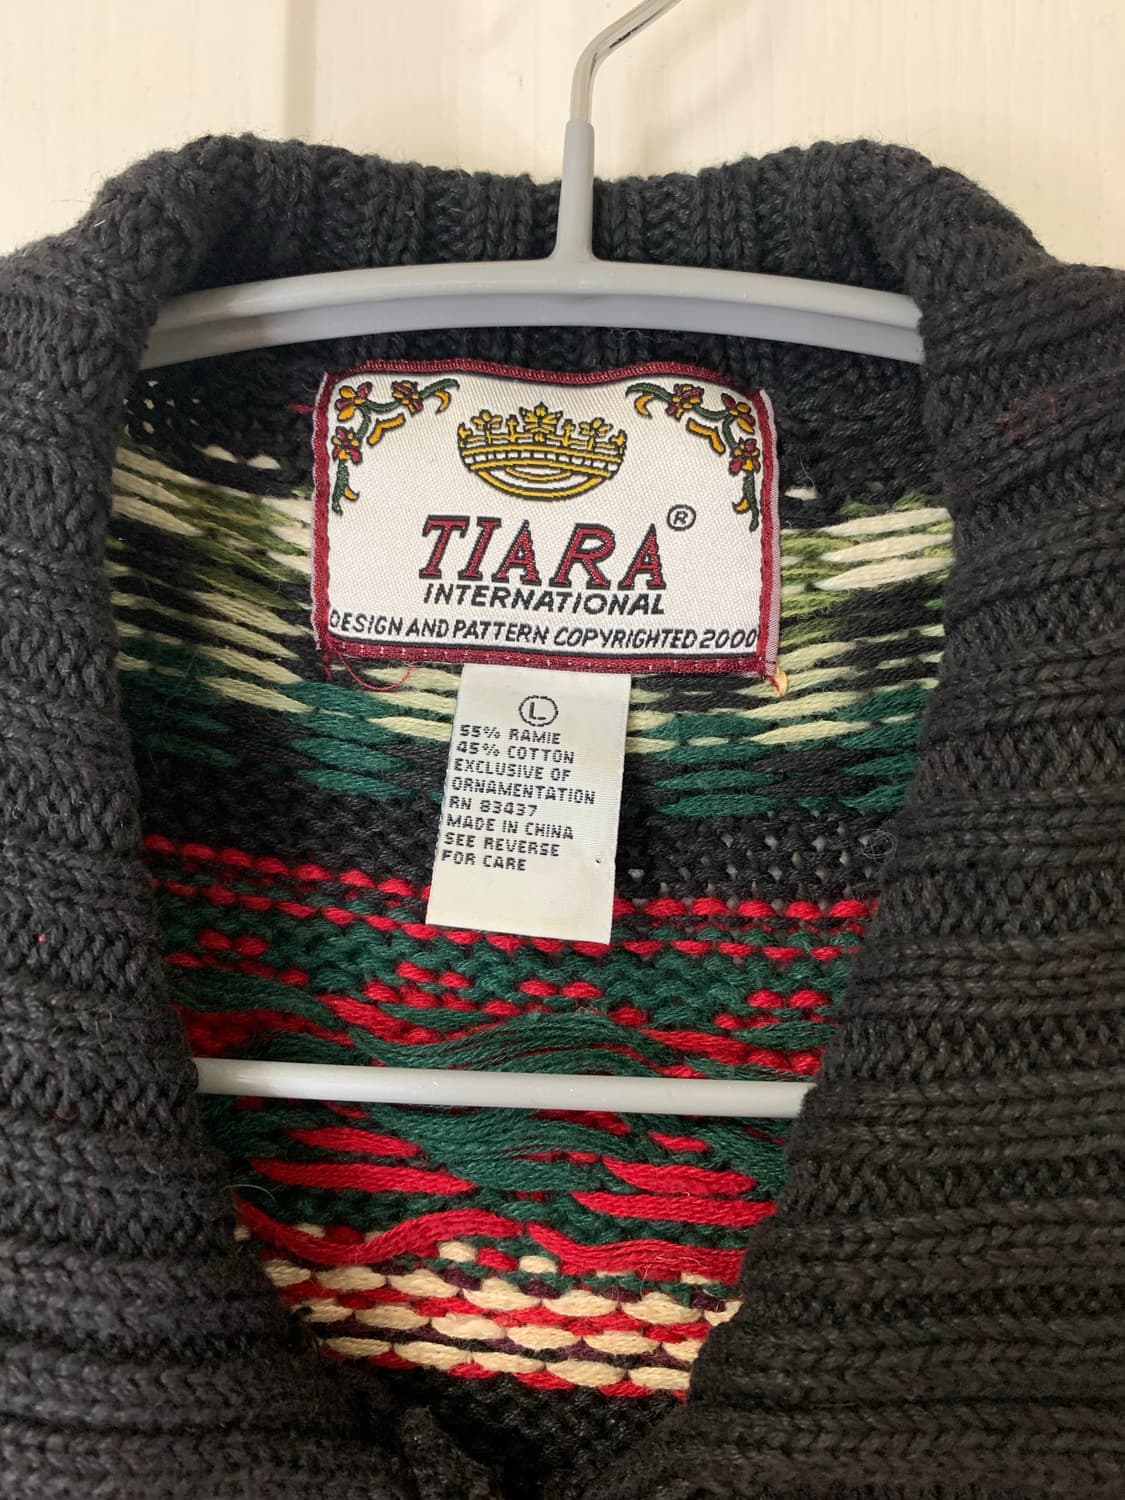 TIARA®
INTERNATIONAL
DESIGN AND PATTERN COPYRIGHTED 2000
L
55% RAMIE
45% COTTON
EXCLUSIVE OF
ORNAMENTATION
RN 83437
MADE IN CHINA
SEE REVERSE
FOR CARE